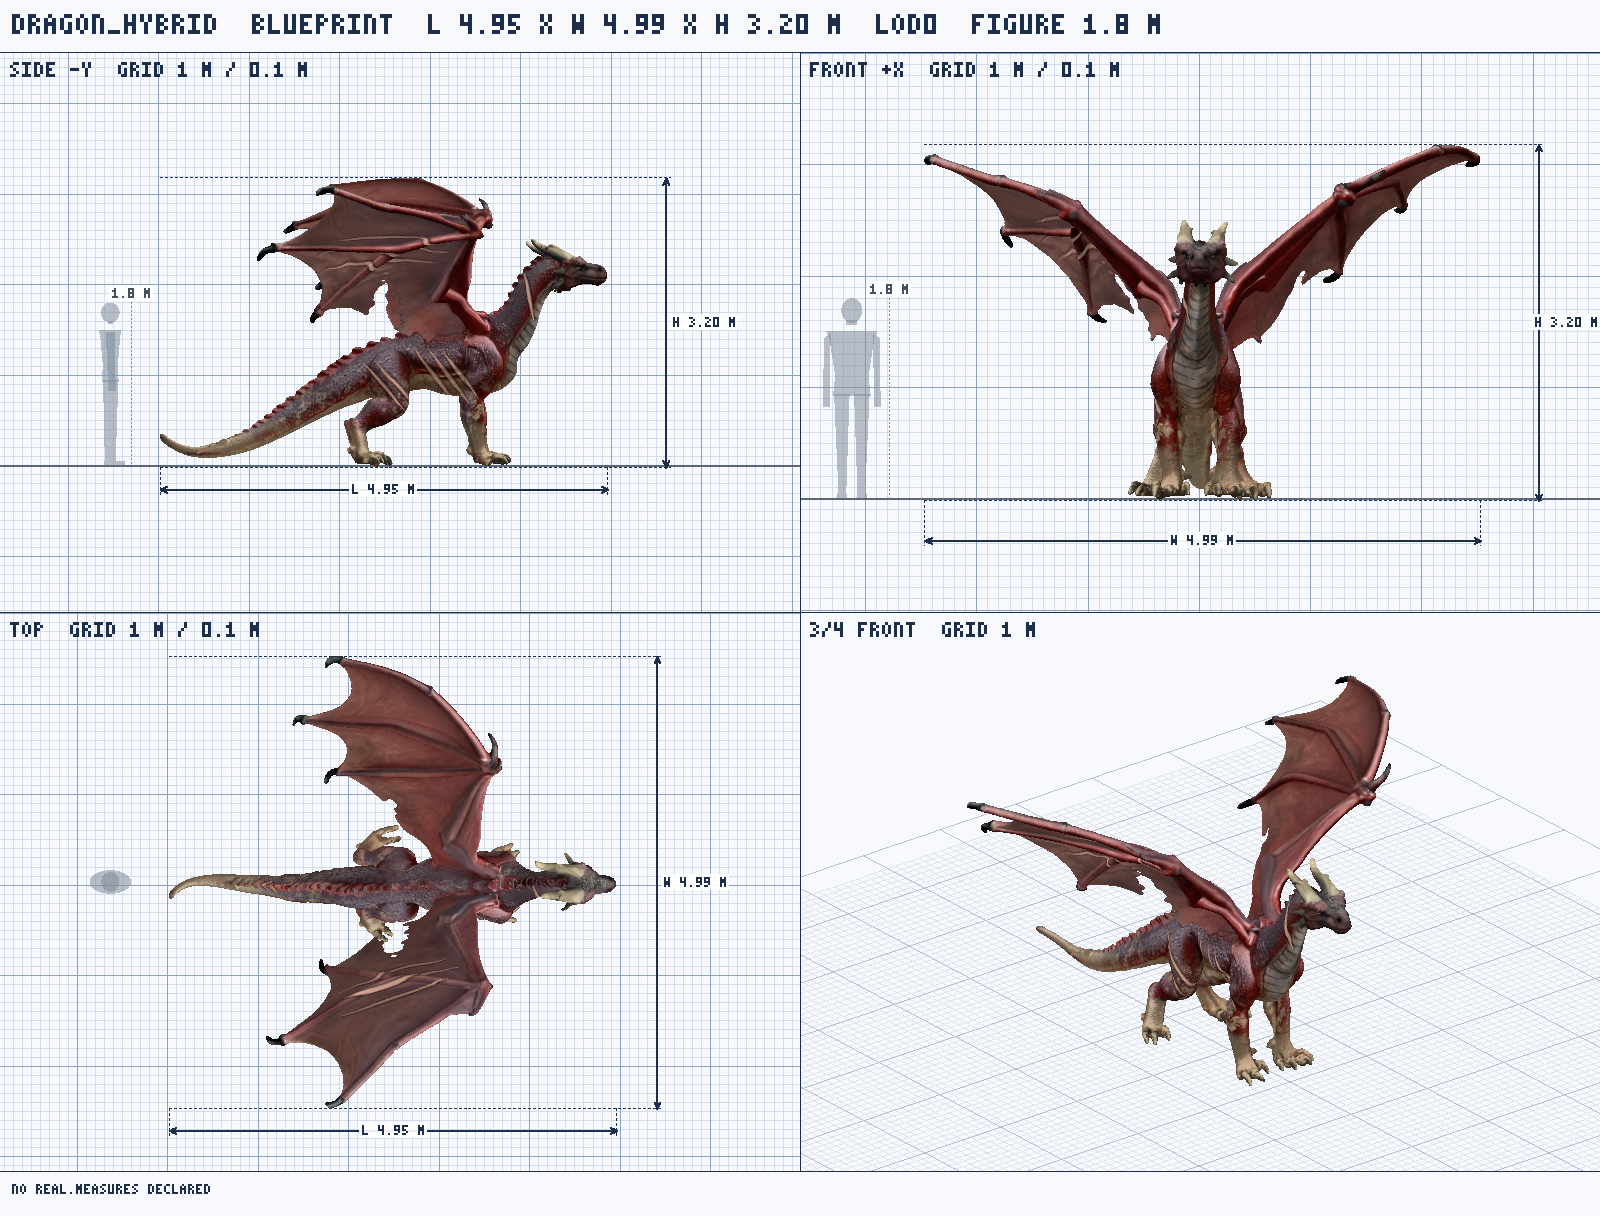 DRAGON_HYBRID BLUEPRINT L 4.95 X W 4.99 X H 3.20 M LOD0 FIGURE 1.8 M
SIDE -Y GRID 1 M / 0.1 M
1.8 M
H 3.20 M
L 4.95 M
FRONT +X GRID 1 M / 0.1 M
1.8 M
H 3.20 M
W 4.99 M
TOP GRID 1 M / 0.1 M
W 4.99 M
L 4.95 M
3/4 FRONT GRID 1 M
NO REAL.MEASURES DECLARED